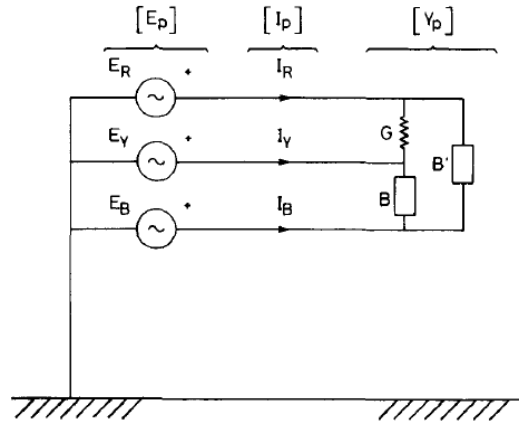 [Ep] [Ip] [Yp]
ER + IR
G
B'
EY + IY
B
EB + IB